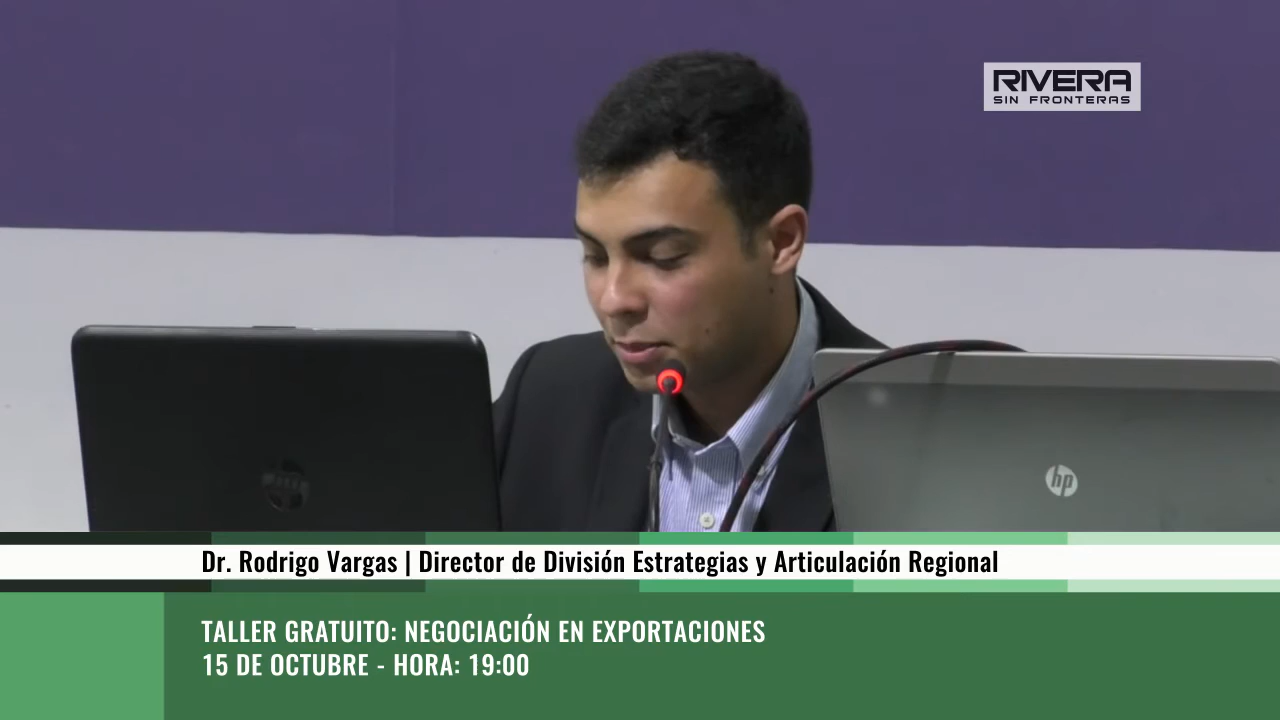 RIVERA
SIN FRONTERAS
hp
Dr. Rodrigo Vargas | Director de División Estrategias y Articulación Regional
TALLER GRATUITO: NEGOCIACIÓN EN EXPORTACIONES
15 DE OCTUBRE - HORA: 19:00